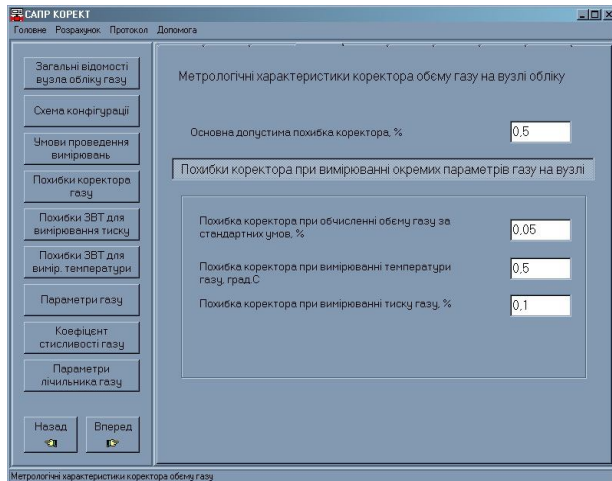 САПР КОРЕКТ
Головне Розрахунок Протокол Допомога
Загальні відомості
вузла обліку газу
Схема конфігурації
Умови проведення
вимірювань
Похибки коректора
газу
Похибки ЗВТ для
вимірювання тиску
Похибки ЗВТ для
вимір. температури
Параметри газу
Коефіцєнт
стисливості газу
Параметри
лічильника газу
Назад
Вперед
Метрологічні характеристики коректора обєму газу на вузлі обліку
Основна допустима похибка коректора, %
0,5
Похибки коректора при вимірюванні окремих параметрів газу на вузлі
Похибка коректора при обчисленні обєму газу за
стандартних умов, %
0,05
Похибка коректора при вимірюванні температури
газу, град.С
0,5
Похибка коректора при вимірюванні тиску газу, %
0,1
Метрологічні характеристики коректора обєму газу